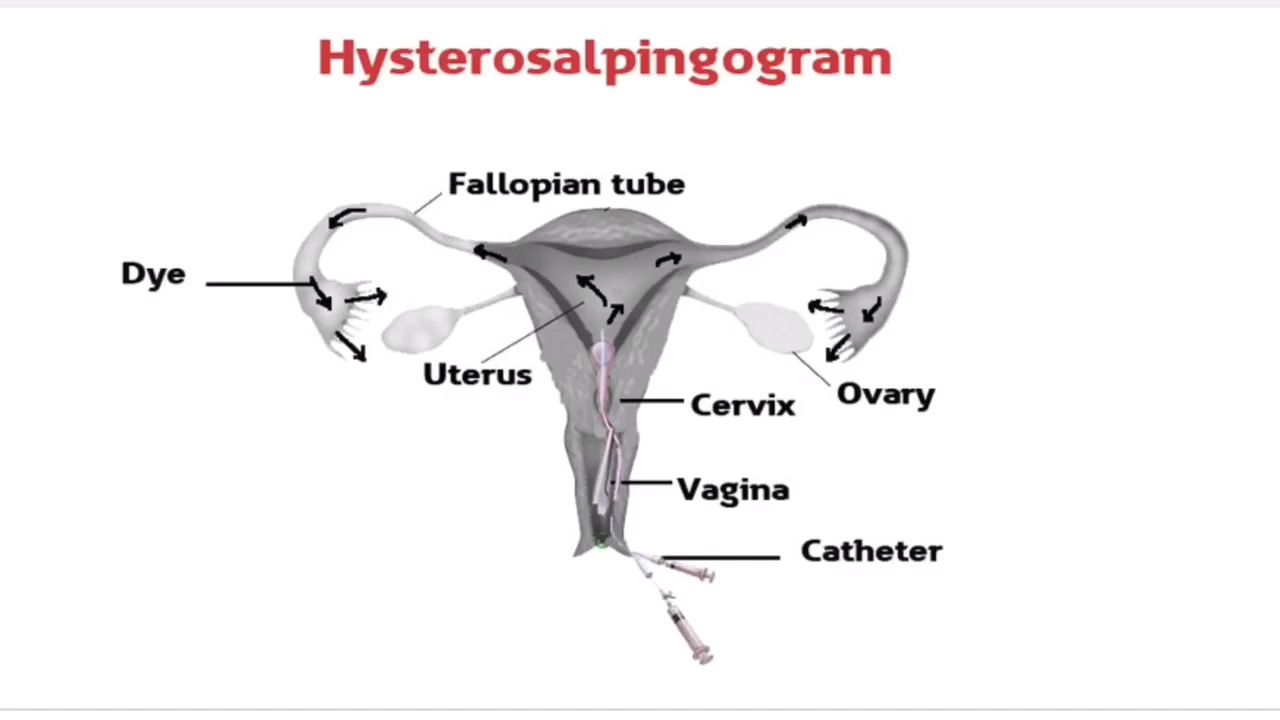 Hysterosalpingogram
Fallopian tube
Dye
Uterus
Cervix
Ovary
Vagina
Catheter